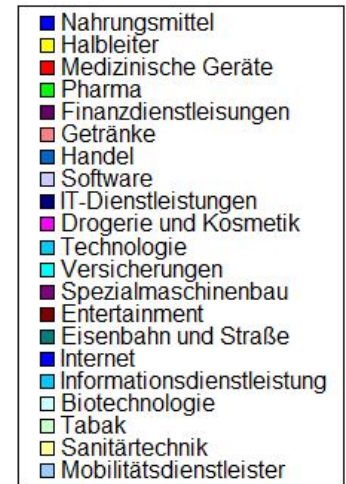 Nahrungsmittel
Halbleiter
Medizinische Geräte
Pharma
Finanzdienstleisungen
Getränke
Handel
Software
IT-Dienstleistungen
Drogerie und Kosmetik
Technologie
Versicherungen
Spezialmaschinenbau
Entertainment
Eisenbahn und Straße
Internet
Informationsdienstleistung
Biotechnologie
Tabak
Sanitärtechnik
Mobilitätsdienstleister